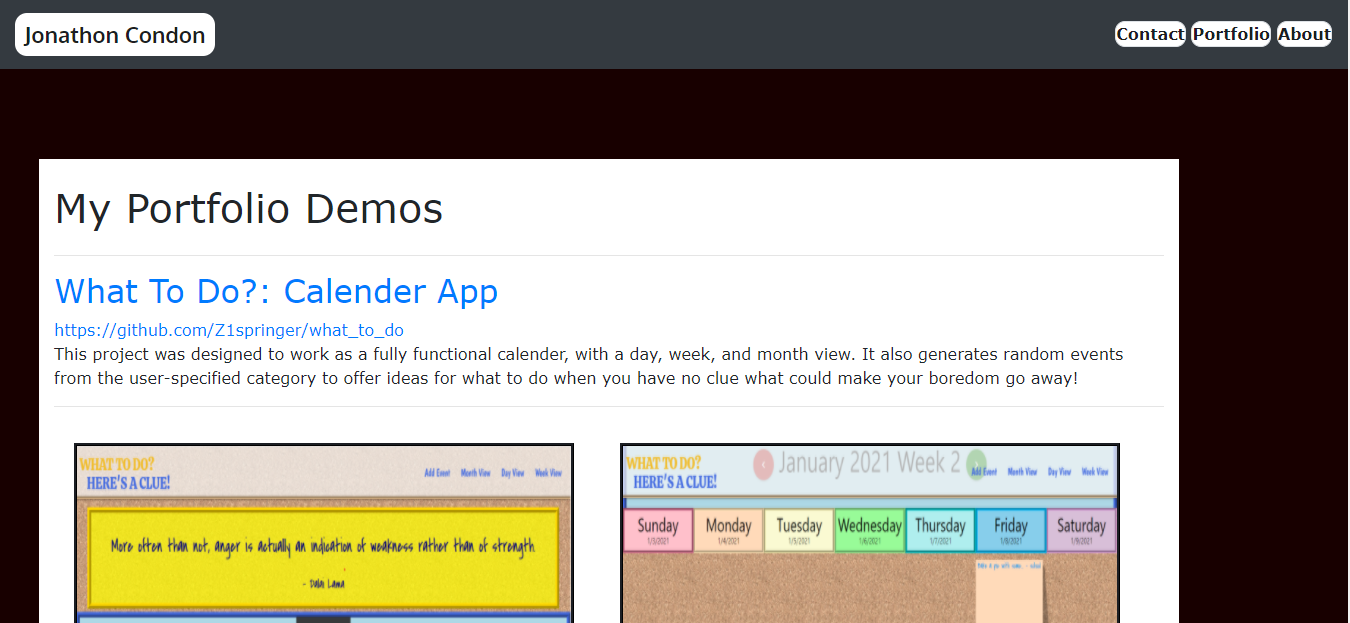 Jonathon Condon
Contact Portfolio About
My Portfolio Demos
What To Do?: Calender App
https://github.com/Z1springer/what_to_do
This project was designed to work as a fully functional calender, with a day, week, and month view. It also generates random events
from the user-specified category to offer ideas for what to do when you have no clue what could make your boredom go away!
WHAT TO DO?
HERE'S A CLUE!
Add Event Month View Day View Week View
More often than not, anger is actually an indication of weakness rather than of strength
- Dalai Lama
WHAT TO DO?
HERE'S A CLUE!
January 2021 Week 2
Add Event Month View Day View Week View
Sunday Monday Tuesday Wednesday Thursday Friday Saturday
1/3/2021 1/4/2021 1/5/2021 1/6/2021 1/7/2021 1/8/2021 1/9/2021